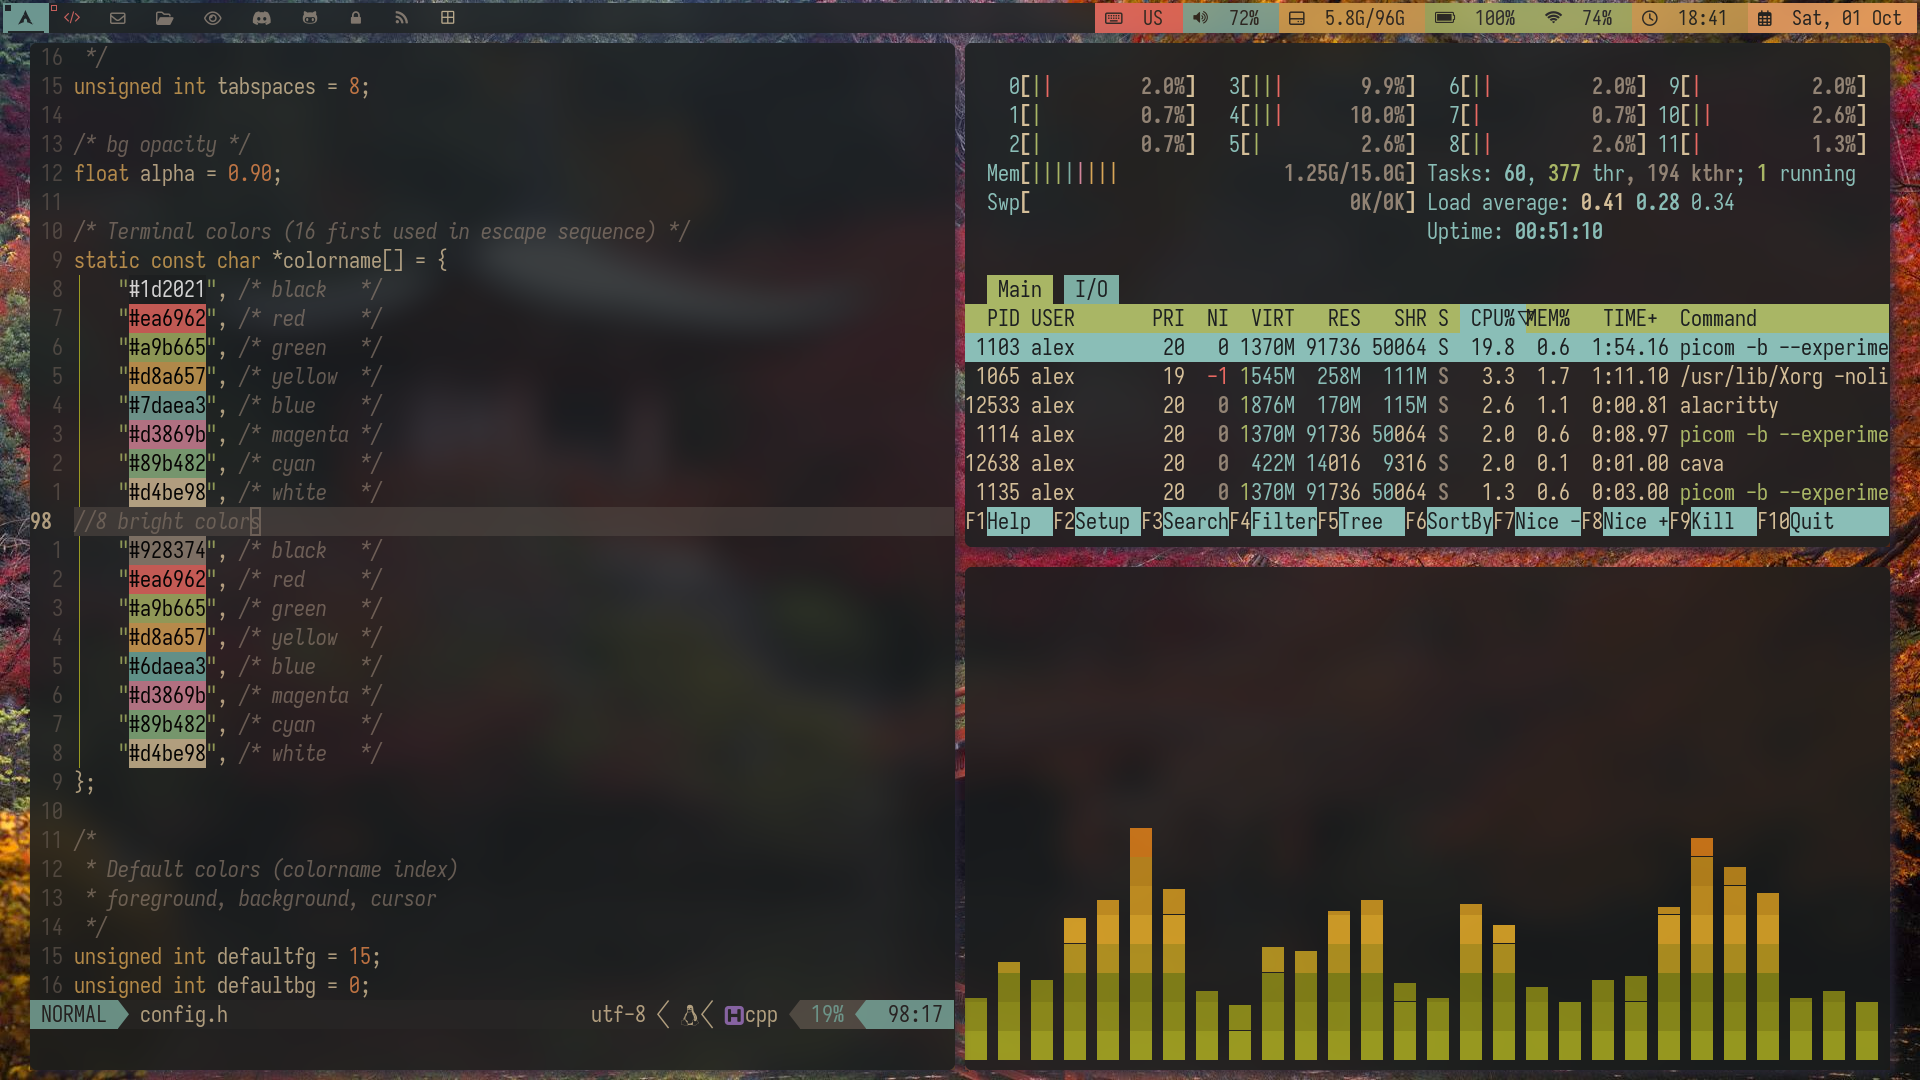 US 72% 5.8G/96G 100% 74% 18:41 Sat, 01 Oct
16 */
15 unsigned int tabspaces = 8;
14
13 /* bg opacity */
12 float alpha = 0.90;
11
10 /* Terminal colors (16 first used in escape sequence) */
9 static const char *colorname[] = {
8 "#1d2021", /* black */
7 "#ea6962", /* red */
6 "#a9b665", /* green */
5 "#d8a657", /* yellow */
4 "#7daea3", /* blue */
3 "#d3869b", /* magenta */
2 "#89b482", /* cyan */
1 "#d4be98", /* white */
98 //8 bright colors
1 "#928374", /* black */
2 "#ea6962", /* red */
3 "#a9b665", /* green */
4 "#d8a657", /* yellow */
5 "#6daea3", /* blue */
6 "#d3869b", /* magenta */
7 "#89b482", /* cyan */
8 "#d4be98", /* white */
9 };
10
11 /*
12 * Default colors (colorname index)
13 * foreground, background, cursor
14 */
15 unsigned int defaultfg = 15;
16 unsigned int defaultbg = 0;
NORMAL config.h utf-8 cpp 19% 98:17
0[|| 2.0%] 3[||| 9.9%] 6[|| 2.0%] 9[| 2.0%]
1[| 0.7%] 4[||| 10.0%] 7[| 0.7%] 10[|| 2.6%]
2[| 0.7%] 5[| 2.6%] 8[|| 2.6%] 11[| 1.3%]
Mem[|||||||| 1.25G/15.0G] Tasks: 60, 377 thr, 194 kthr; 1 running
Swp[ 0K/0K] Load average: 0.41 0.28 0.34
Uptime: 00:51:10
Main I/O
PID USER PRI NI VIRT RES SHR S CPU%▽MEM% TIME+ Command
1103 alex 20 0 1370M 91736 50064 S 19.8 0.6 1:54.16 picom -b --experime
1065 alex 19 -1 1545M 258M 111M S 3.3 1.7 1:11.10 /usr/lib/Xorg -noli
12533 alex 20 0 1876M 170M 115M S 2.6 1.1 0:00.81 alacritty
1114 alex 20 0 1370M 91736 50064 S 2.0 0.6 0:08.97 picom -b --experime
12638 alex 20 0 422M 14016 9316 S 2.0 0.1 0:01.00 cava
1135 alex 20 0 1370M 91736 50064 S 1.3 0.6 0:03.00 picom -b --experime
F1Help F2Setup F3SearchF4FilterF5Tree F6SortByF7Nice -F8Nice +F9Kill F10Quit